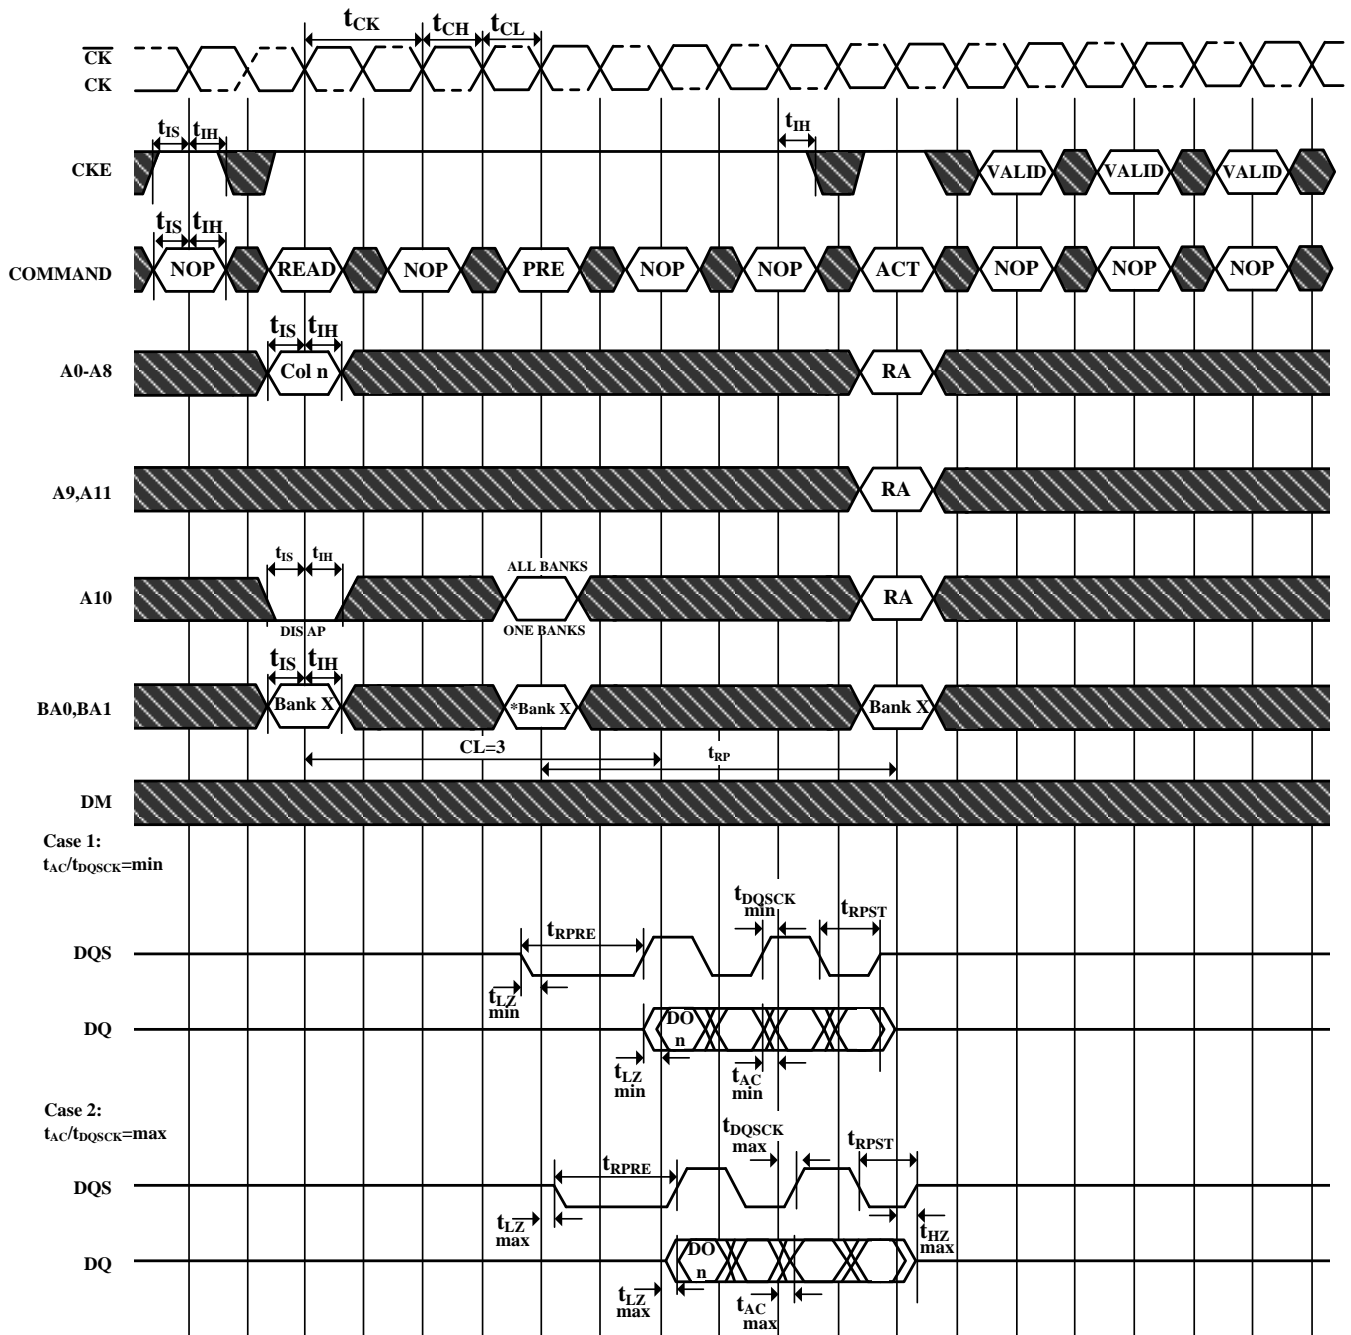 tCK tCH tCL
CK
CK
tIS tIH tIH
CKE VALID VALID VALID
tIS tIH
COMMAND NOP READ NOP PRE NOP NOP ACT NOP NOP NOP
tIS tIH
A0-A8 Col n RA
A9,A11 RA
tIS tIH ALL BANKS
A10 RA
DIS AP ONE BANKS
tIS tIH
BA0,BA1 Bank X *Bank X Bank X
CL=3 tRP
DM
Case 1:
tAC/tDQSCK=min
tDQSCK
min
tRPRE tRPST
DQS
tLZ
min
DQ DO
n
tLZ
min
tAC
min
Case 2:
tAC/tDQSCK=max
tDQSCK
max
tRPRE tRPST
DQS
tLZ
max
tHZ
max
DQ DO
n
tLZ
max
tAC
max